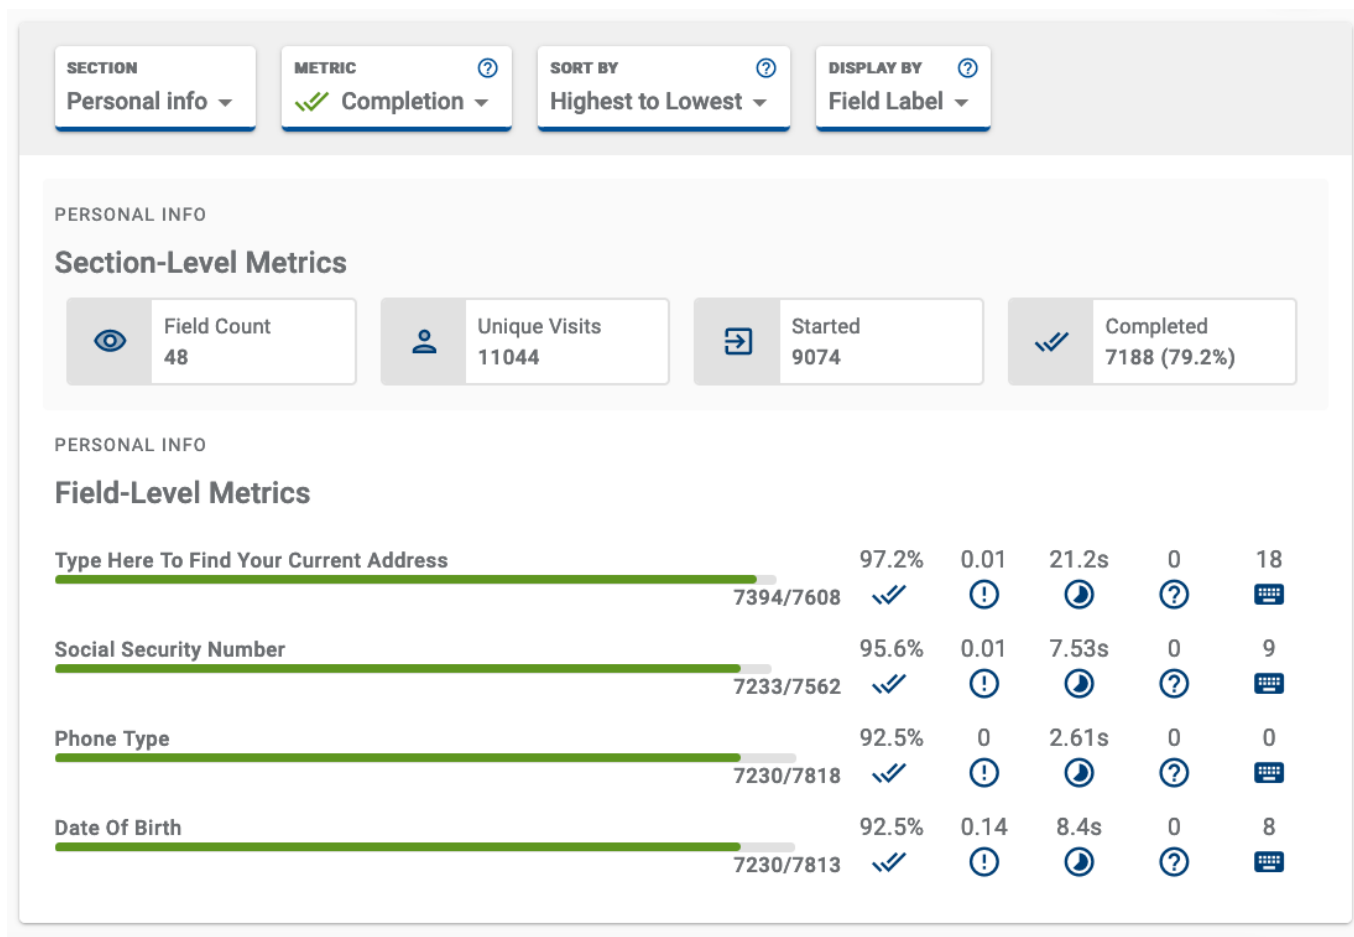 SECTION
Personal info
METRIC
Completion
SORT BY
Highest to Lowest
DISPLAY BY
Field Label
PERSONAL INFO
Section-Level Metrics
Field Count
48
Unique Visits
11044
Started
9074
Completed
7188 (79.2%)
PERSONAL INFO
Field-Level Metrics
Type Here To Find Your Current Address
97.2% 0.01 21.2s 0 18
7394/7608
Social Security Number
95.6% 0.01 7.53s 0 9
7233/7562
Phone Type
92.5% 0 2.61s 0 0
7230/7818
Date Of Birth
92.5% 0.14 8.4s 0 8
7230/7813